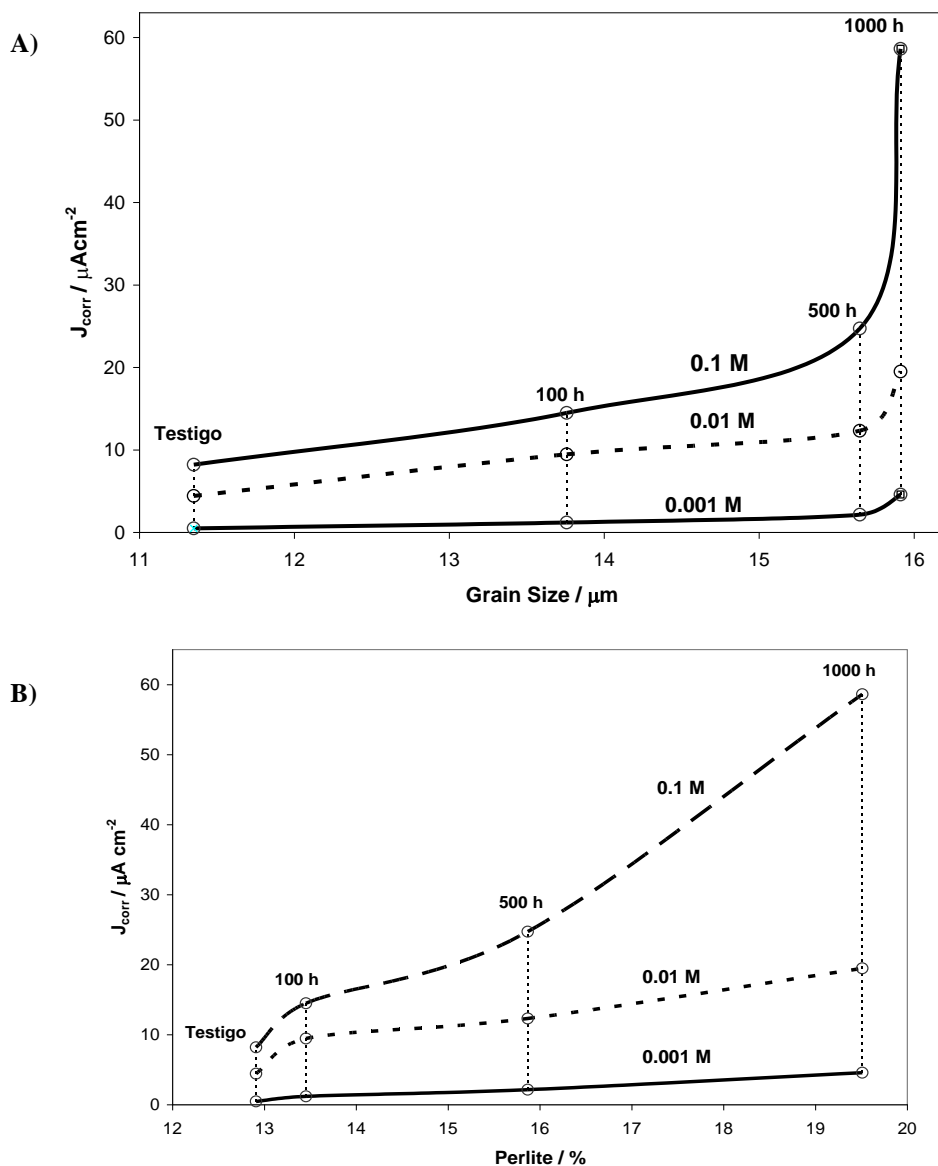 A)
60
50
40
30
20
10
0
J_corr / μAcm⁻²
1000 h
500 h
0.1 M
100 h
0.01 M
Testigo
0.001 M
11 12 13 14 15 16
Grain Size / μm
B)
60
50
40
30
20
10
0
J_corr / μA cm⁻²
1000 h
0.1 M
500 h
100 h
0.01 M
Testigo
0.001 M
12 13 14 15 16 17 18 19 20
Perlite / %